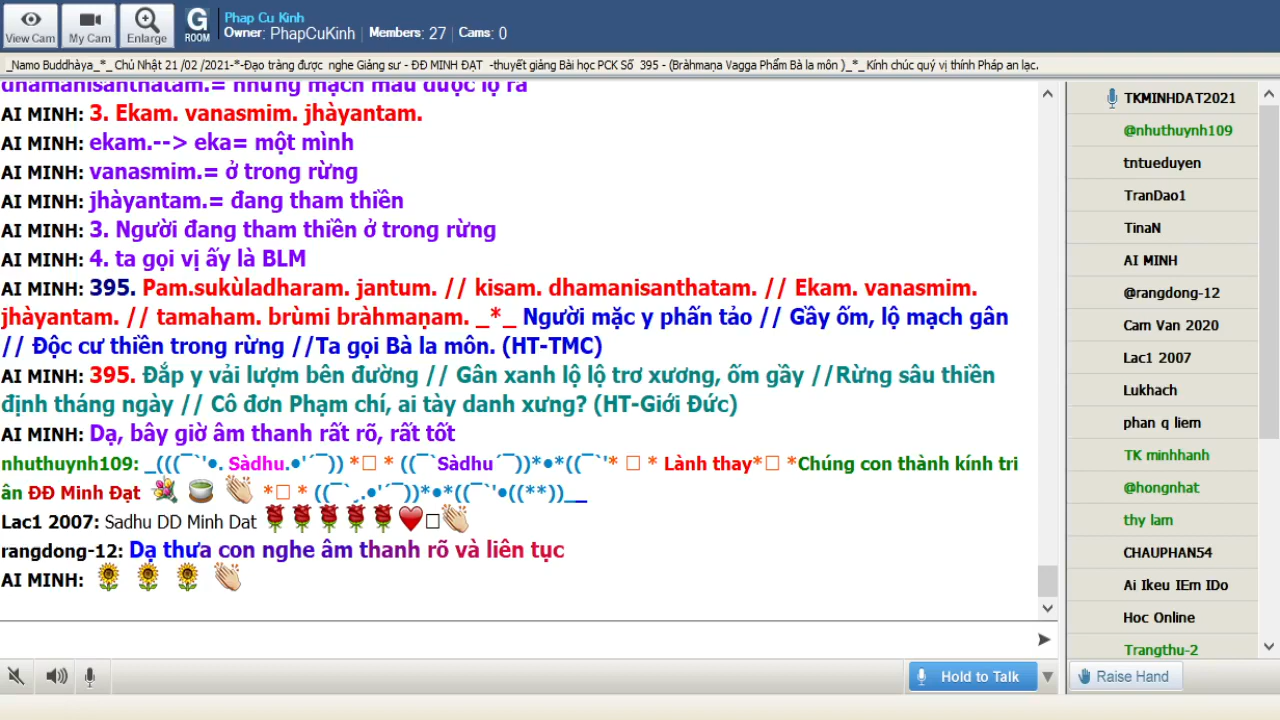 View Cam
My Cam
Enlarge
G
ROOM
Phap Cu Kinh
Owner: PhapCuKinh | Members: 27 | Cams: 0
_Namo Buddhàya_*_ Chủ Nhật 21 /02 /2021-*-Đạo tràng được nghe Giảng sư - ĐĐ MINH ĐẠT -thuyết giảng Bài học PCK Số 395 - (Bràhmaṇa Vagga Phẩm Bà la môn )_*_Kính chúc quý vị thính Pháp an lạc.
dhamanisanthatam.= những mạch máu được lộ ra
AI MINH: 3. Ekam. vanasmim. jhàyantam.
AI MINH: ekam.--> eka= một mình
AI MINH: vanasmim.= ở trong rừng
AI MINH: jhàyantam.= đang tham thiền
AI MINH: 3. Người đang tham thiền ở trong rừng
AI MINH: 4. ta gọi vị ấy là BLM
AI MINH: 395. Pam.sukùladharam. jantum. // kisam. dhamanisanthatam. // Ekam. vanasmim.
jhàyantam. // tamaham. brùmi bràhmaṇam. _*_ Người mặc y phấn tảo // Gầy ốm, lộ mạch gân
// Độc cư thiền trong rừng //Ta gọi Bà la môn. (HT-TMC)
AI MINH: 395. Đắp y vải lượm bên đường // Gân xanh lộ lộ trơ xương, ốm gầy //Rừng sâu thiền
định tháng ngày // Cô đơn Phạm chí, ai tày danh xưng? (HT-Giới Đức)
AI MINH: Dạ, bây giờ âm thanh rất rõ, rất tốt
nhuthuynh109: _(((¯`'•. Sàdhu.•'´¯)) *□ * ((¯`Sàdhu´¯))*•*((¯`'* □ * Lành thay*□ *Chúng con thành kính tri
ân ĐĐ Minh Đạt 💐 🍵 👏 *□ * ((¯`¸.•'´¯))*•*((¯`'•((**))__
Lac1 2007: Sadhu DD Minh Dat 🌹🌹🌹🌹🌹❤□👏
rangdong-12: Dạ thưa con nghe âm thanh rõ và liên tục
AI MINH: 🌻 🌻 🌻 👏
Hold to Talk
TKMINHDAT2021
@nhuthuynh109
tntueduyen
TranDao1
TinaN
AI MINH
@rangdong-12
Cam Van 2020
Lac1 2007
Lukhach
phan q liem
TK minhhanh
@hongnhat
thy lam
CHAUPHAN54
Ai Ikeu IEm IDo
Hoc Online
Trangthu-2
Raise Hand